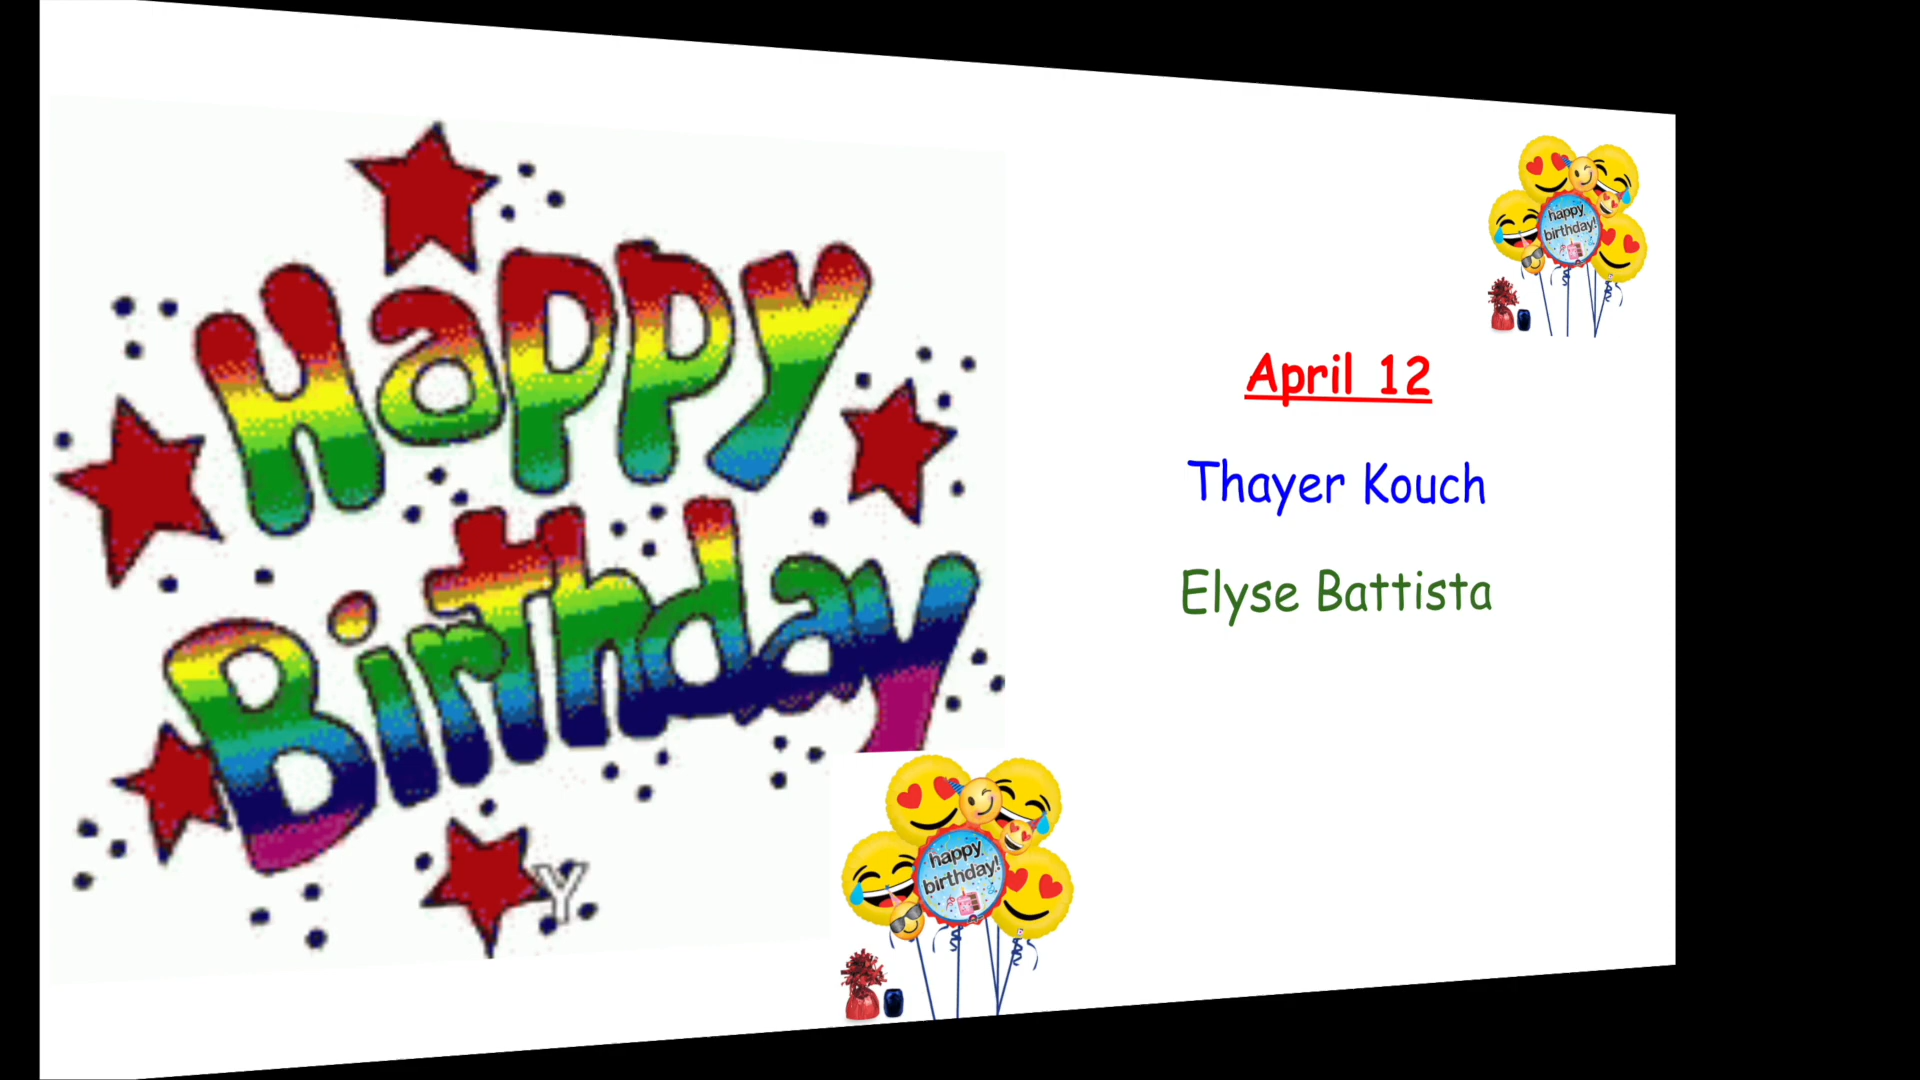 Happy
Birthday
Y
happy
birthday!
April 12
Thayer Kouch
Elyse Battista
happy
birthday!